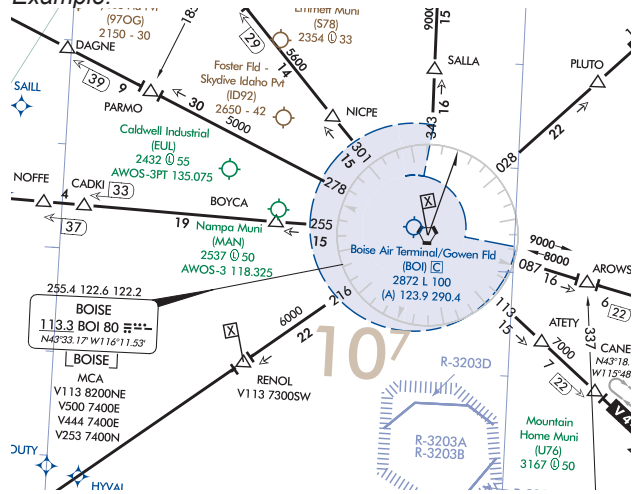 Example:
(97OG)
2150 - 30
Emmett Muni
(S78)
2354 Ⓛ 33
185
29
5600
14
9000
15
SALLA
16
343
DAGNE
39
9
PARMO
30
5000
278
SAILL
Foster Fld -
Skydive Idaho Pvt
(ID92)
2650 - 42
NICPE
301
15
PLUTO
22
028
Caldwell Industrial
(EUL)
2432 Ⓛ 55
AWOS-3PT 135.075
NOFFE
4
CADKI
33
37
19
BOYCA
255
15
Nampa Muni
(MAN)
2537 Ⓛ 50
AWOS-3 118.325
X
Boise Air Terminal/Gowen Fld
(BOI) C
2872 L 100
(A) 123.9 290.4
9000
8000
087
16
AROWS
6
22
255.4 122.6 122.2
BOISE
113.3 BOI 80
N43°33.17' W116°11.53'
BOISE
MCA
V113 8200NE
V500 7400E
V444 7400E
V253 7400N
216
6000
22
X
RENOL
V113 7300SW
10⁷
113
15
ATETY
7000
7
22
337
CANE
N43°18.
W115°48
V4
R-3203D
R-3203A
R-3203B
Mountain
Home Muni
(U76)
3167 Ⓛ 50
OUTY
HYVAL